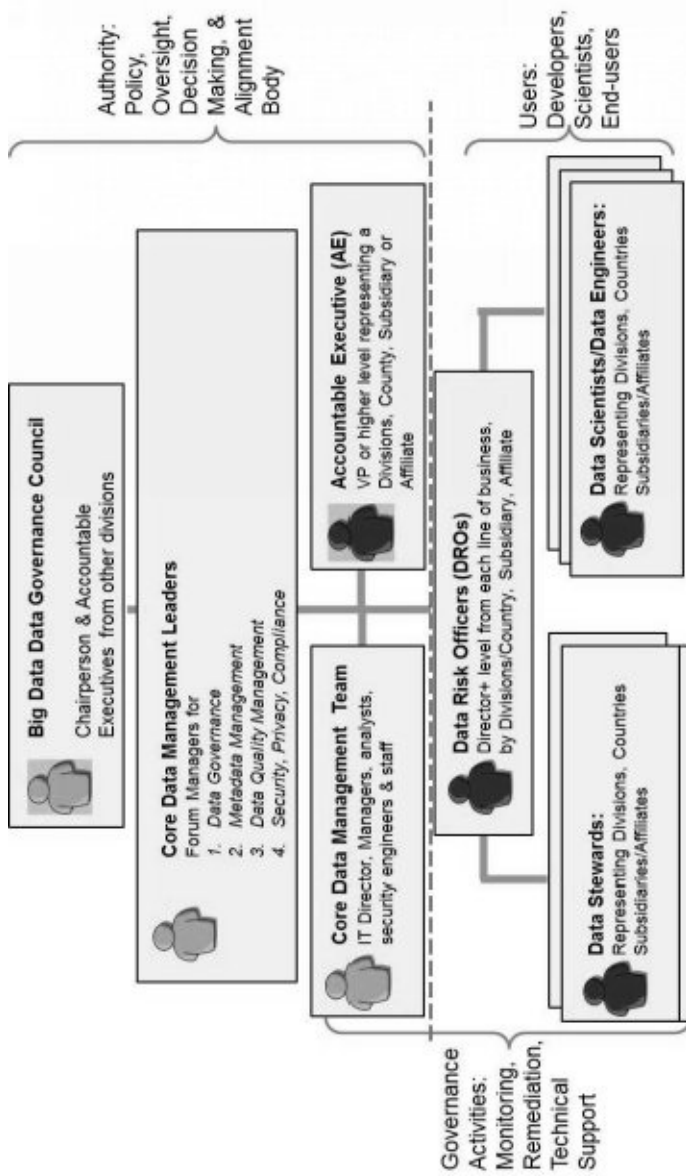 Big Data Data Governance Council
Chairperson & Accountable
Executives from other divisions
Core Data Management Leaders
Forum Managers for
1. Data Governance
2. Metadata Management
3. Data Quality Management
4. Security, Privacy, Compliance
Authority:
Policy,
Oversight,
Decision
Making, &
Alignment
Body
Core Data Management Team
IT Director, Managers, analysts,
security engineers & staff
Accountable Executive (AE)
VP or higher level representing a
Divisions, County, Subsidiary or
Affiliate
Governance
Activities:
Monitoring,
Remediation,
Technical
Support
Data Risk Officers (DROs)
Director+ level from each line of business,
by Divisions/Country, Subsidiary, Affiliate
Users:
Developers,
Scientists,
End-users
Data Stewards:
Representing Divisions, Countries
Subsidiaries/Affiliates
Data Scientists/Data Engineers:
Representing Divisions, Countries
Subsidiaries/Affiliates